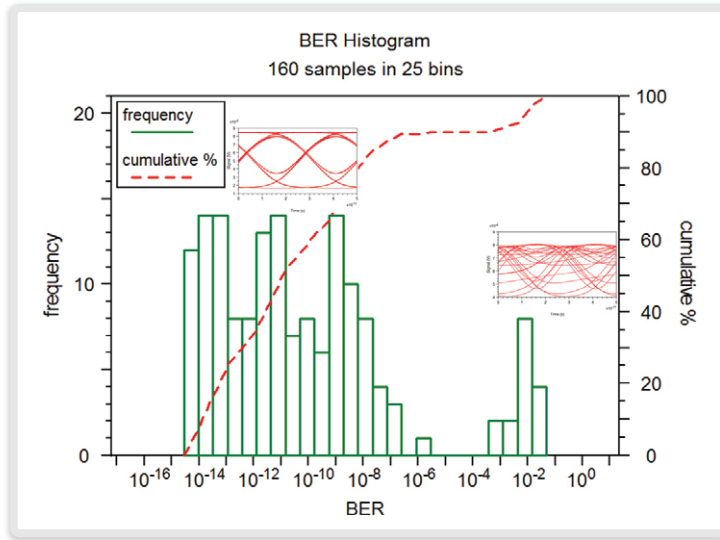 BER Histogram
160 samples in 25 bins
frequency
cumulative %
20
10
0
frequency
100
80
60
40
20
0
cumulative %
Time (s)
Time (s)
10-16
10-14
10-12
10-10
10-8
10-6
10-4
10-2
100
BER